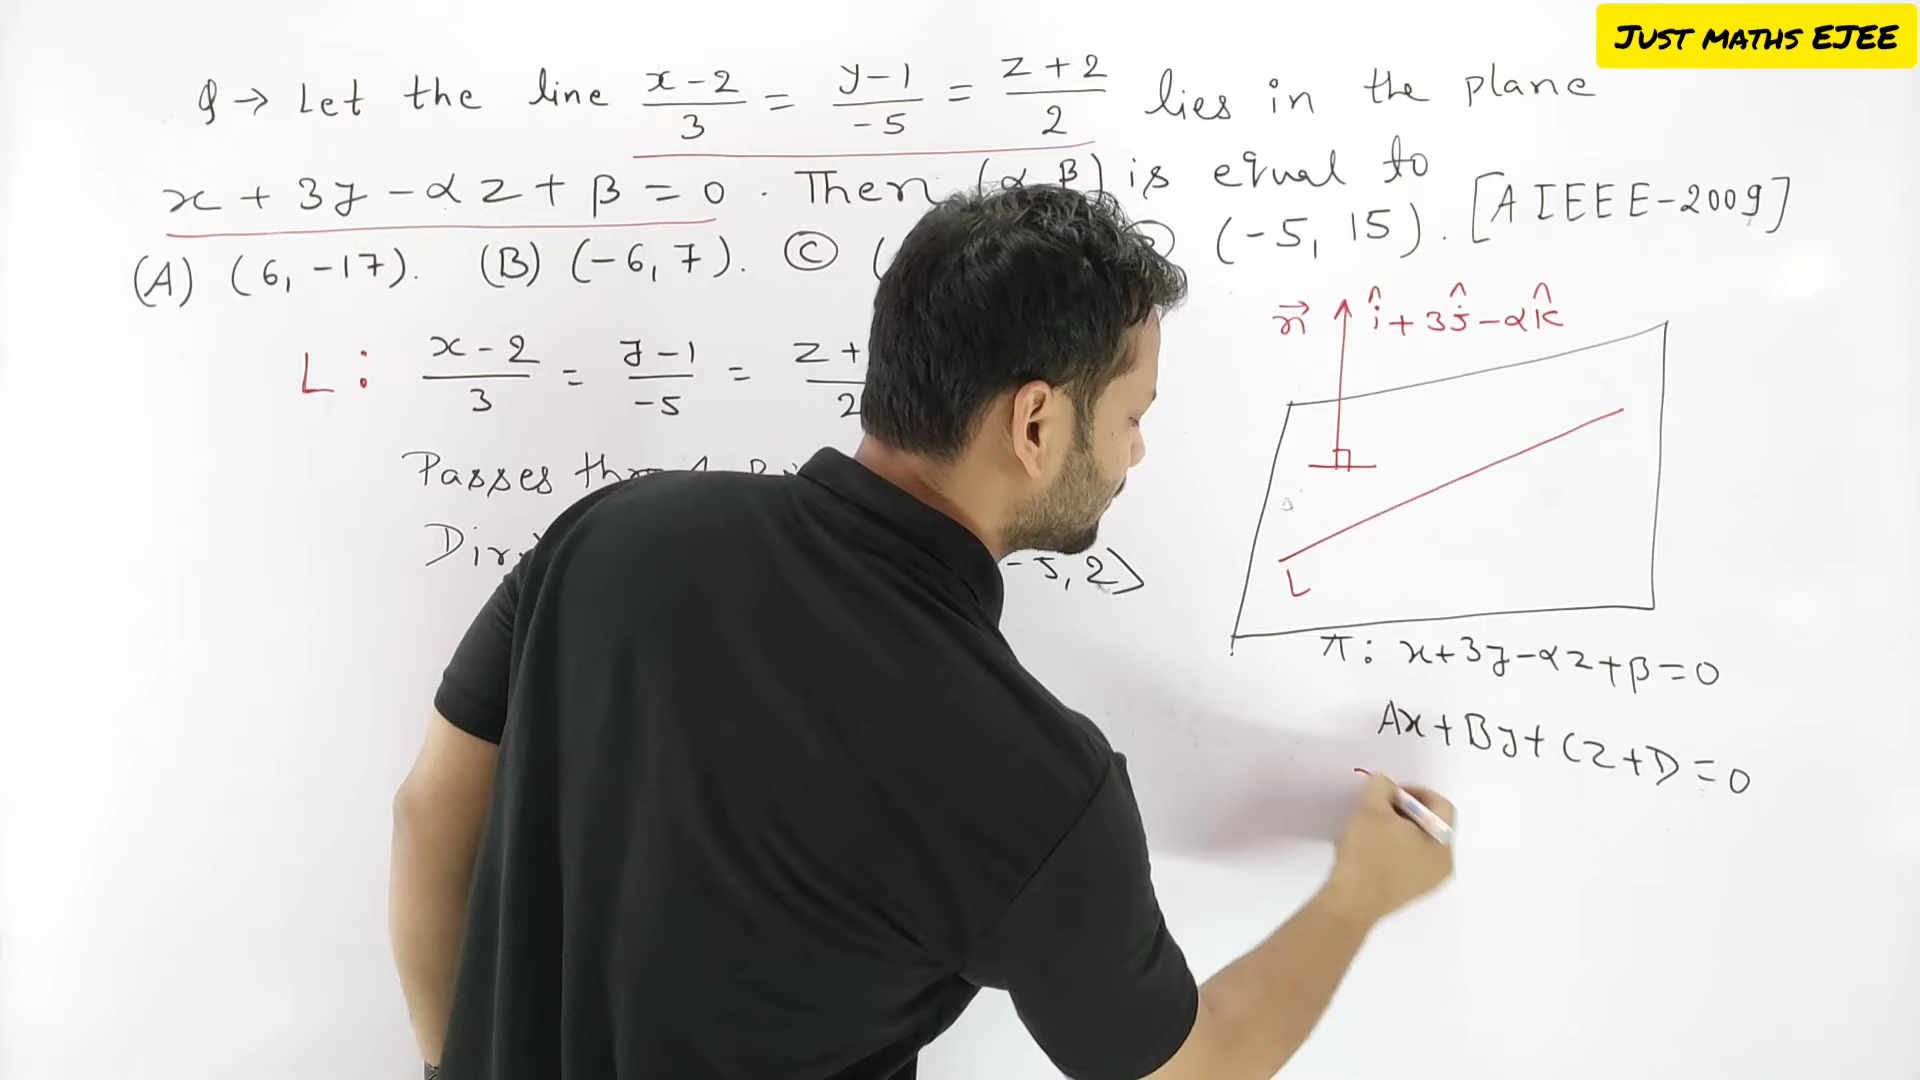 JUST MATHS EJEE
Q → Let the line (x-2)/3 = (y-1)/-5 = (z+2)/2 lies in the plane
x + 3y - αz + β = 0 . Then (α β) is equal to
[AIEEE-2009]
(A) (6, -17). (B) (-6, 7). (C) ( (-5, 15).
n⃗ î + 3ĵ - αk̂
L : (x-2)/3 = (y-1)/-5 = z+ /2
Passes
-5, 2>
L
π: x+3y-αz+β=0
Ax+By+Cz+D=0